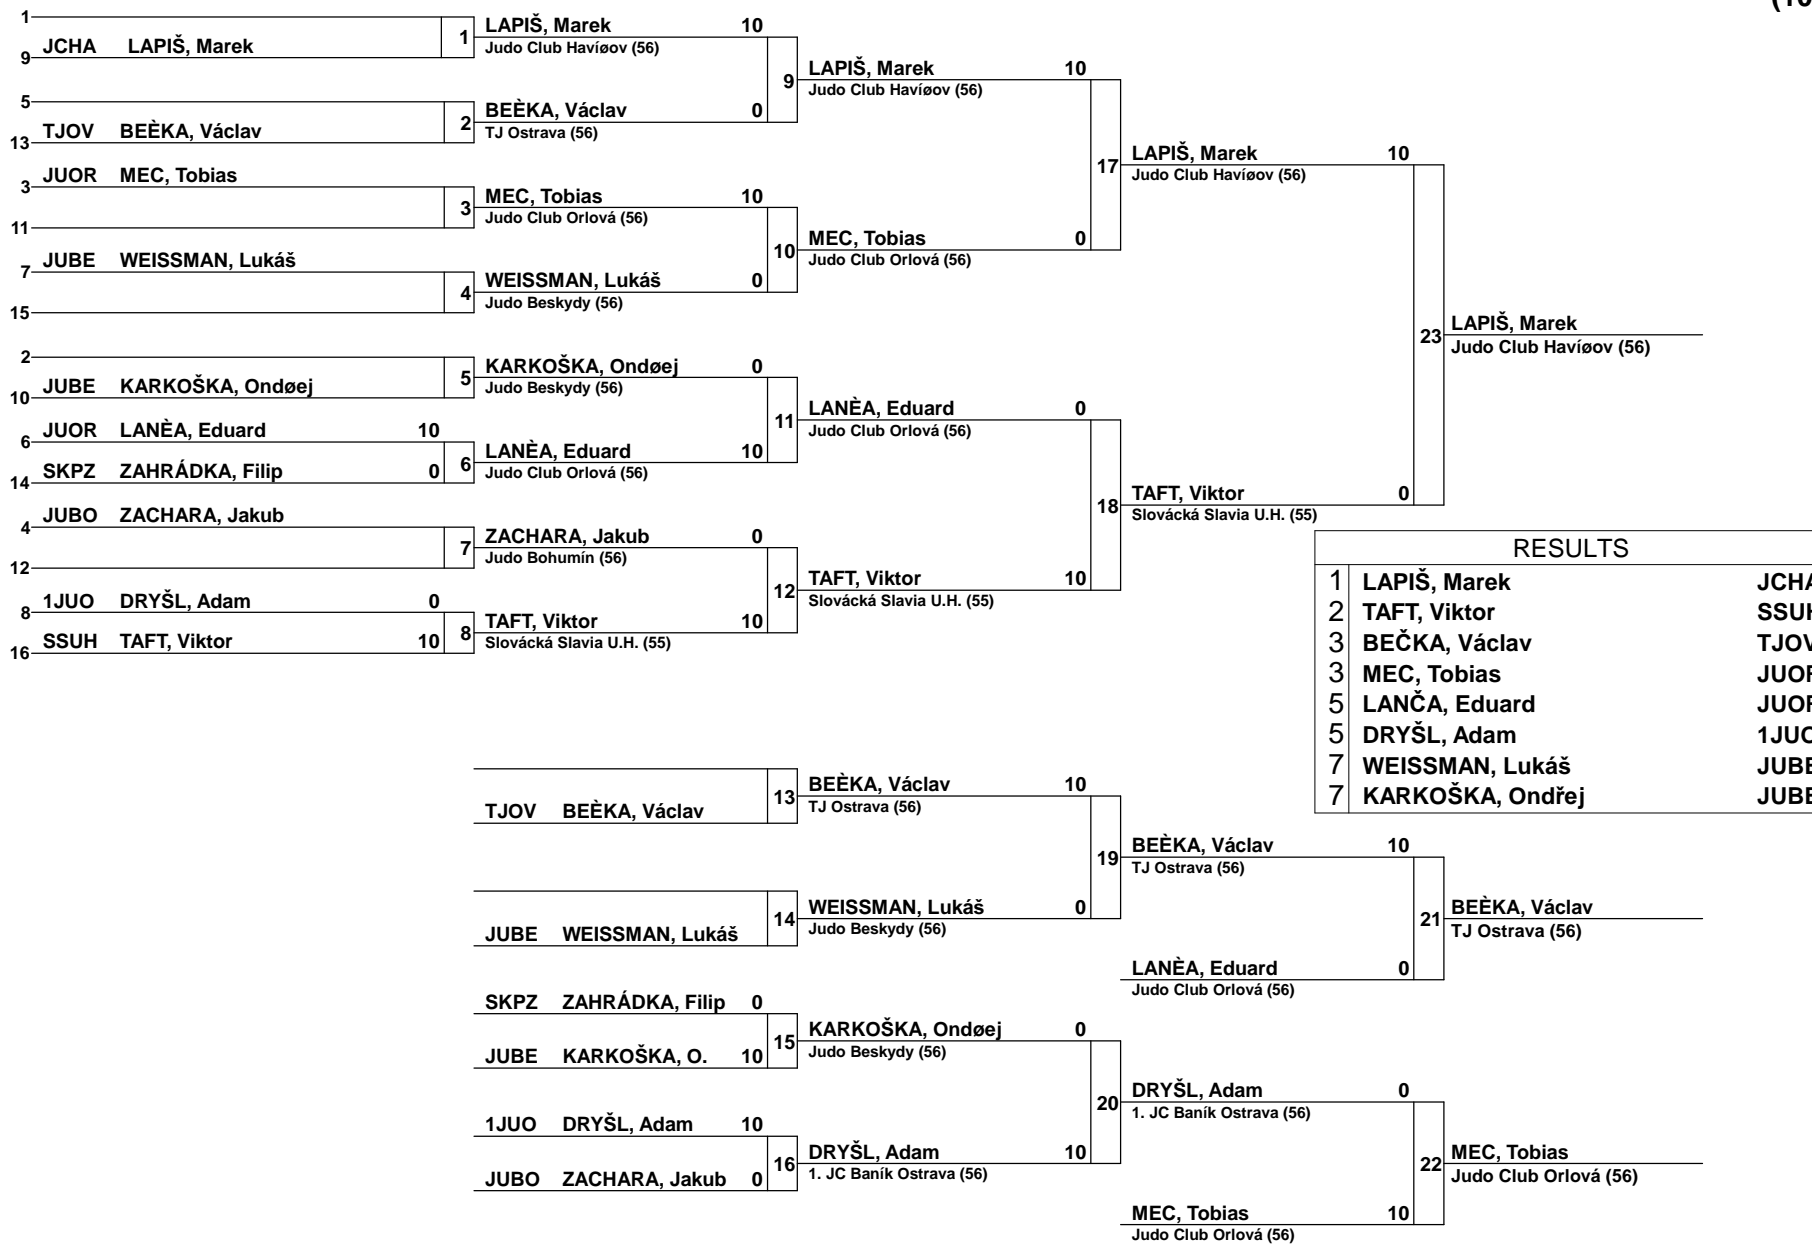 (10
1
JCHA LAPIŠ, Marek
9
1
LAPIŠ, Marek 10
Judo Club Havíøov (56)
5
TJOV BEÈKA, Václav
13
2
BEÈKA, Václav 0
TJ Ostrava (56)
9
LAPIŠ, Marek 10
Judo Club Havíøov (56)
JUOR MEC, Tobias
3
11
3
MEC, Tobias 10
Judo Club Orlová (56)
JUBE WEISSMAN, Lukáš
7
15
4
WEISSMAN, Lukáš 0
Judo Beskydy (56)
10
MEC, Tobias 0
Judo Club Orlová (56)
17
LAPIŠ, Marek 10
Judo Club Havíøov (56)
2
JUBE KARKOŠKA, Ondøej
10
5
KARKOŠKA, Ondøej 0
Judo Beskydy (56)
JUOR LANÈA, Eduard 10
6
SKPZ ZAHRÁDKA, Filip 0
14
6
LANÈA, Eduard 10
Judo Club Orlová (56)
11
LANÈA, Eduard 0
Judo Club Orlová (56)
JUBO ZACHARA, Jakub
4
12
7
ZACHARA, Jakub 0
Judo Bohumín (56)
1JUO DRYŠL, Adam 0
8
SSUH TAFT, Viktor 10
16
8
TAFT, Viktor 10
Slovácká Slavia U.H. (55)
12
TAFT, Viktor 10
Slovácká Slavia U.H. (55)
18
TAFT, Viktor 0
Slovácká Slavia U.H. (55)
23
LAPIŠ, Marek
Judo Club Havíøov (56)
RESULTS
1 LAPIŠ, Marek JCHA
2 TAFT, Viktor SSUH
3 BEČKA, Václav TJOV
3 MEC, Tobias JUOR
5 LANČA, Eduard JUOR
5 DRYŠL, Adam 1JUO
7 WEISSMAN, Lukáš JUBE
7 KARKOŠKA, Ondřej JUBE
TJOV BEÈKA, Václav
13
BEÈKA, Václav 10
TJ Ostrava (56)
JUBE WEISSMAN, Lukáš
14
WEISSMAN, Lukáš 0
Judo Beskydy (56)
19
BEÈKA, Václav 10
TJ Ostrava (56)
LANÈA, Eduard 0
Judo Club Orlová (56)
21
BEÈKA, Václav
TJ Ostrava (56)
SKPZ ZAHRÁDKA, Filip 0
JUBE KARKOŠKA, O. 10
15
KARKOŠKA, Ondøej 0
Judo Beskydy (56)
1JUO DRYŠL, Adam 10
JUBO ZACHARA, Jakub 0
16
DRYŠL, Adam 10
1. JC Baník Ostrava (56)
20
DRYŠL, Adam 0
1. JC Baník Ostrava (56)
MEC, Tobias 10
Judo Club Orlová (56)
22
MEC, Tobias
Judo Club Orlová (56)